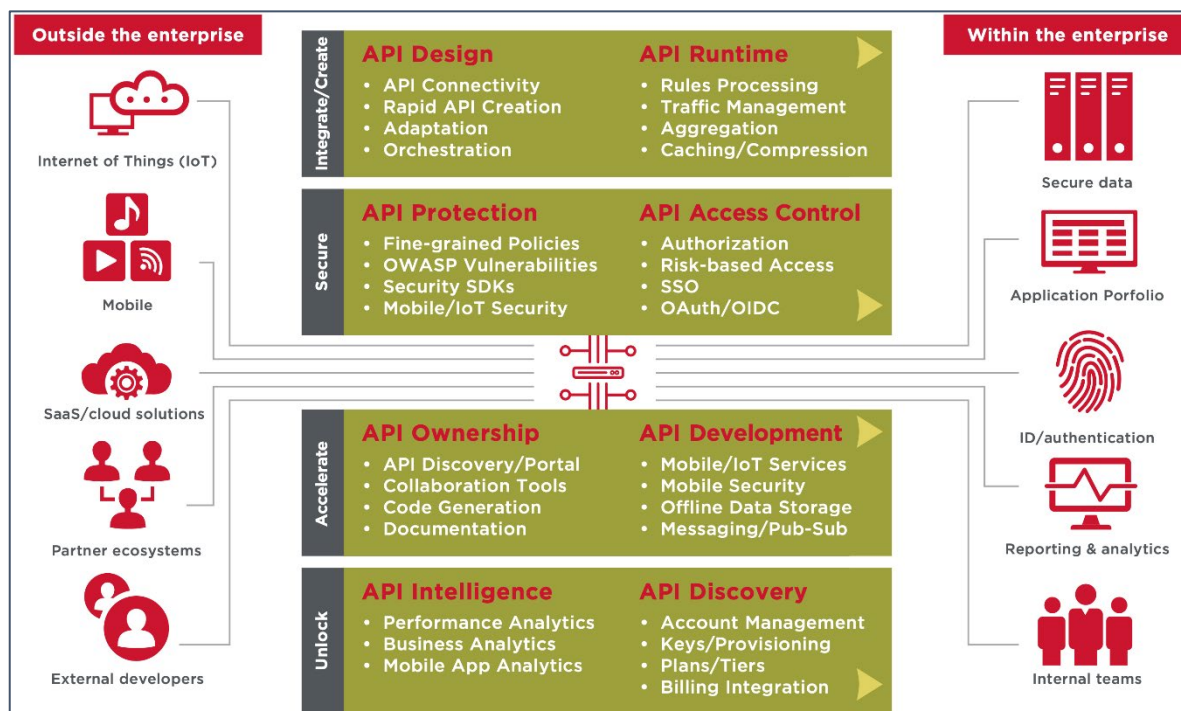 Outside the enterprise
Internet of Things (IoT)
Mobile
SaaS/cloud solutions
Partner ecosystems
External developers
Integrate/Create
API Design
• API Connectivity
• Rapid API Creation
• Adaptation
• Orchestration
API Runtime
• Rules Processing
• Traffic Management
• Aggregation
• Caching/Compression
Secure
API Protection
• Fine-grained Policies
• OWASP Vulnerabilities
• Security SDKs
• Mobile/IoT Security
API Access Control
• Authorization
• Risk-based Access
• SSO
• OAuth/OIDC
Accelerate
API Ownership
• API Discovery/Portal
• Collaboration Tools
• Code Generation
• Documentation
API Development
• Mobile/IoT Services
• Mobile Security
• Offline Data Storage
• Messaging/Pub-Sub
Unlock
API Intelligence
• Performance Analytics
• Business Analytics
• Mobile App Analytics
API Discovery
• Account Management
• Keys/Provisioning
• Plans/Tiers
• Billing Integration
Within the enterprise
Secure data
Application Porfolio
ID/authentication
Reporting & analytics
Internal teams